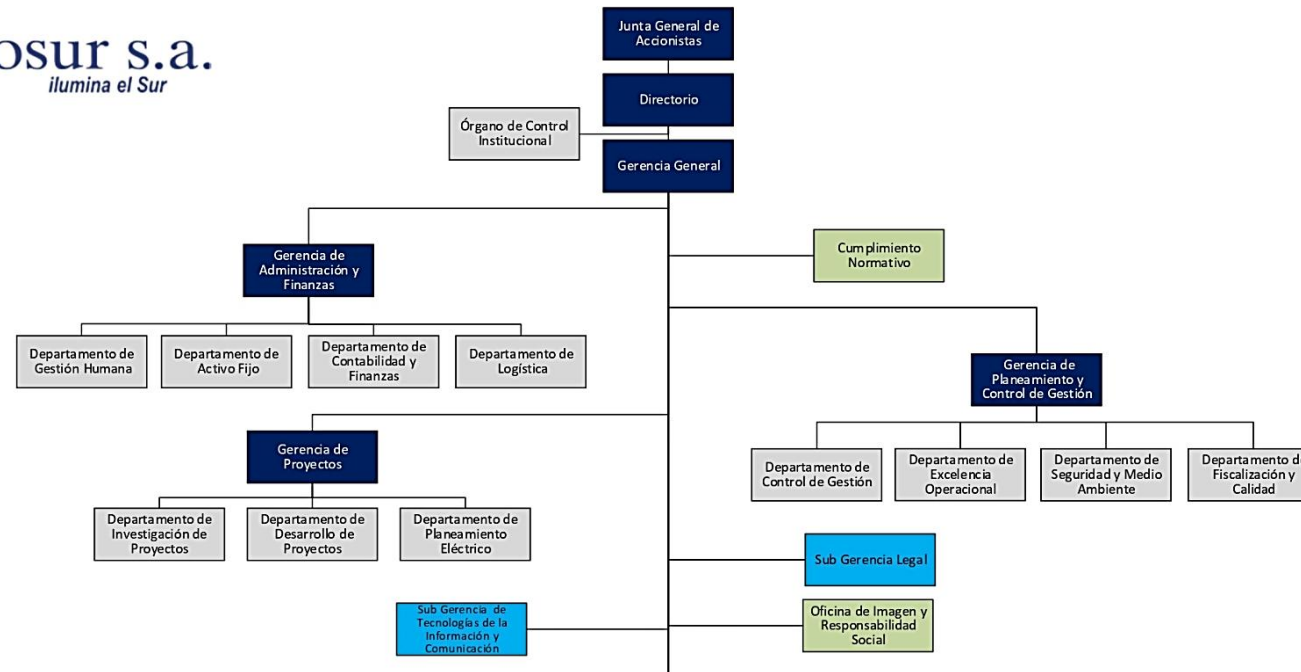 osur s.a.
ilumina el Sur
Junta General de
Accionistas
Directorio
Órgano de Control
Institucional
Gerencia General
Gerencia de
Administración y
Finanzas
Cumplimiento
Normativo
Departamento de
Gestión Humana
Departamento de
Activo Fijo
Departamento de
Contabilidad y
Finanzas
Departamento de
Logística
Gerencia de
Planeamiento y
Control de Gestión
Gerencia de
Proyectos
Departamento de
Control de Gestión
Departamento de
Excelencia
Operacional
Departamento de
Seguridad y Medio
Ambiente
Departamento de
Fiscalización y
Calidad
Departamento de
Investigación de
Proyectos
Departamento de
Desarrollo de
Proyectos
Departamento de
Planeamiento
Eléctrico
Sub Gerencia Legal
Sub Gerencia de
Tecnologías de la
Información y
Comunicación
Oficina de Imagen y
Responsabilidad
Social